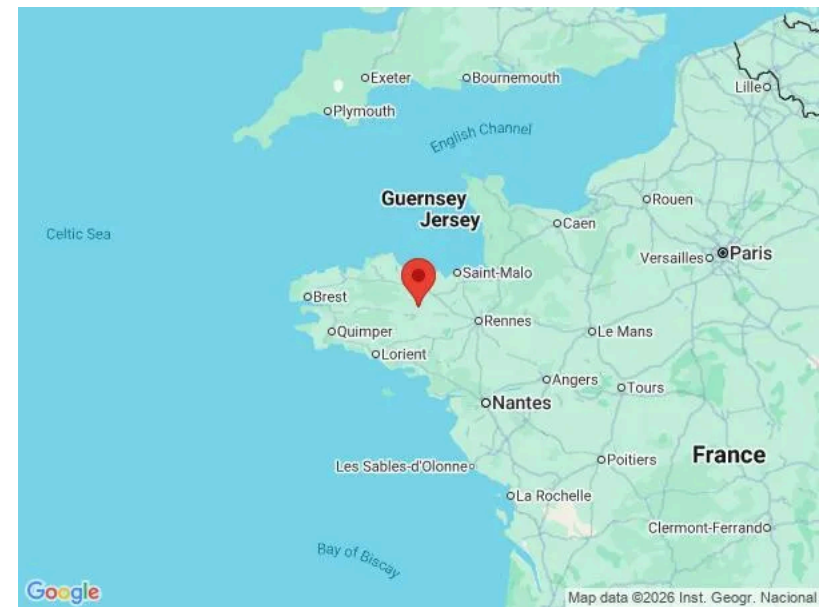 Exeter
Bournemouth
Lille
Plymouth
English Channel
Guernsey
Jersey
Rouen
Caen
Celtic Sea
Versailles
Paris
Saint-Malo
Brest
Rennes
Quimper
Le Mans
Lorient
Angers
Tours
Nantes
Les Sables-d'Olonne
Poitiers
France
La Rochelle
Clermont-Ferrand
Bay of Biscay
Google
Map data ©2026 Inst. Geogr. Nacional